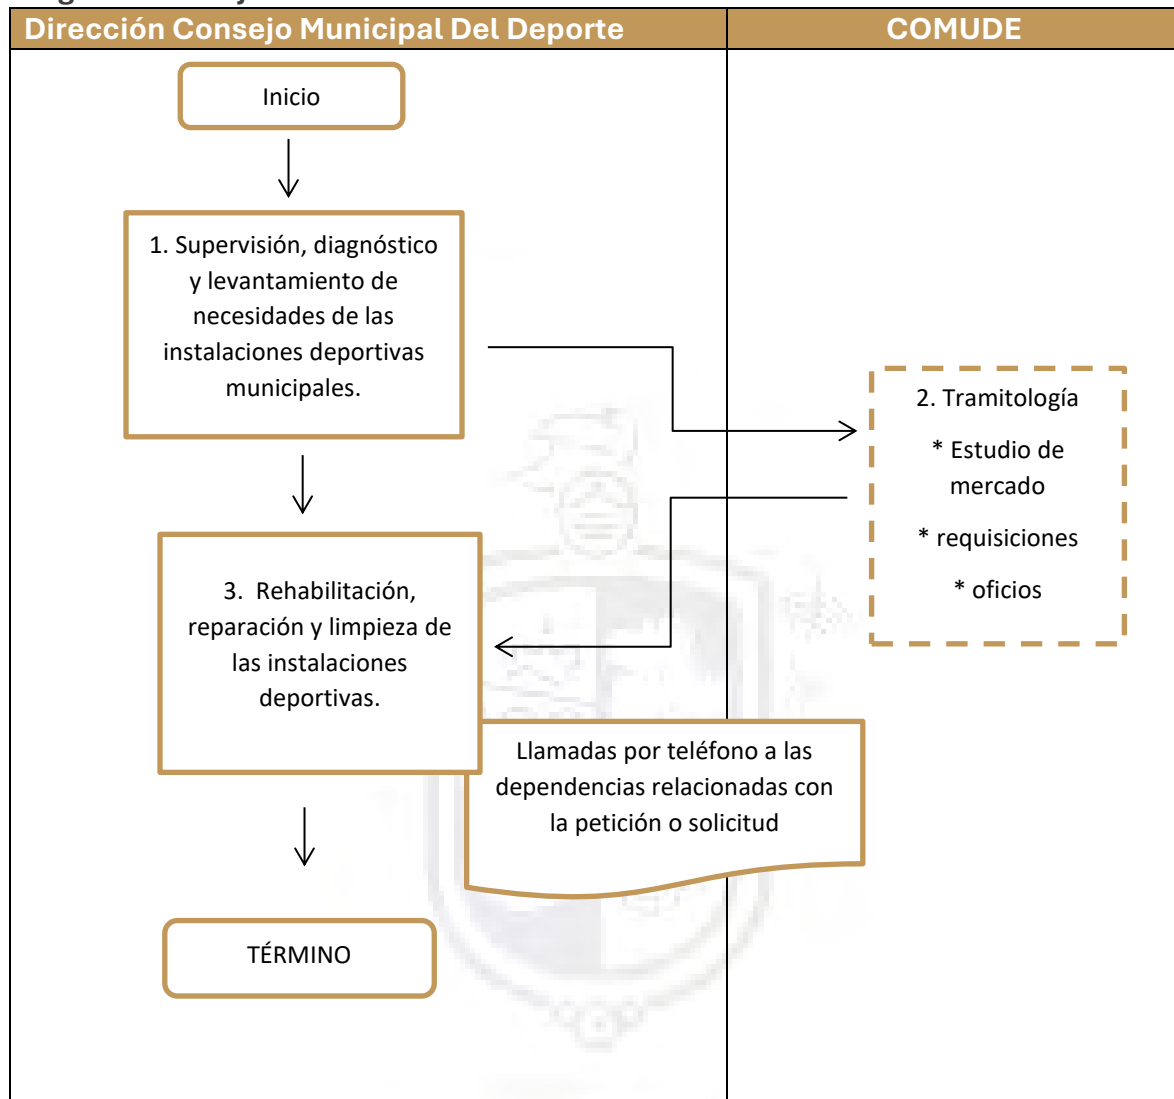 Dirección Consejo Municipal Del Deporte
COMUDE
Inicio
1. Supervisión, diagnóstico
y levantamiento de
necesidades de las
instalaciones deportivas
municipales.
2. Tramitología
* Estudio de
mercado
* requisiciones
* oficios
3. Rehabilitación,
reparación y limpieza de
las instalaciones
deportivas.
Llamadas por teléfono a las
dependencias relacionadas con
la petición o solicitud
TÉRMINO